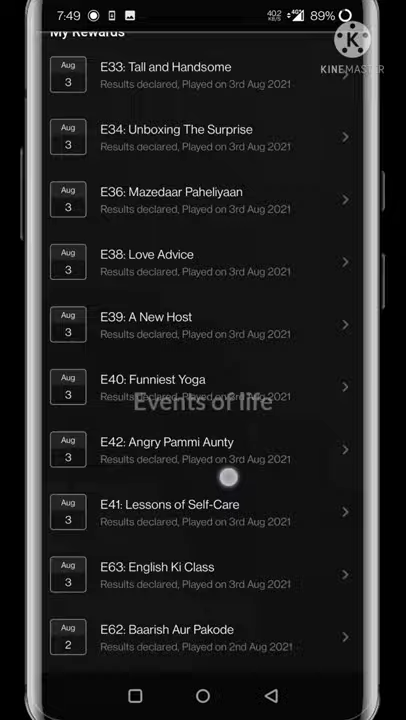 7:49
40.2
KB/S
4G
89%
My Rewards
KINEMASTER
Aug
3
E33: Tall and Handsome
Results declared, Played on 3rd Aug 2021
Aug
3
E34: Unboxing The Surprise
Results declared, Played on 3rd Aug 2021
Aug
3
E36: Mazedaar Paheliyaan
Results declared, Played on 3rd Aug 2021
Aug
3
E38: Love Advice
Results declared, Played on 3rd Aug 2021
Aug
3
E39: A New Host
Results declared, Played on 3rd Aug 2021
Aug
3
E40: Funniest Yoga
Results declared, Played on 3rd Aug 2021
Events of life
Aug
3
E42: Angry Pammi Aunty
Results declared, Played on 3rd Aug 2021
Aug
3
E41: Lessons of Self-Care
Results declared, Played on 3rd Aug 2021
Aug
3
E63: English Ki Class
Results declared, Played on 3rd Aug 2021
Aug
2
E62: Baarish Aur Pakode
Results declared, Played on 2nd Aug 2021